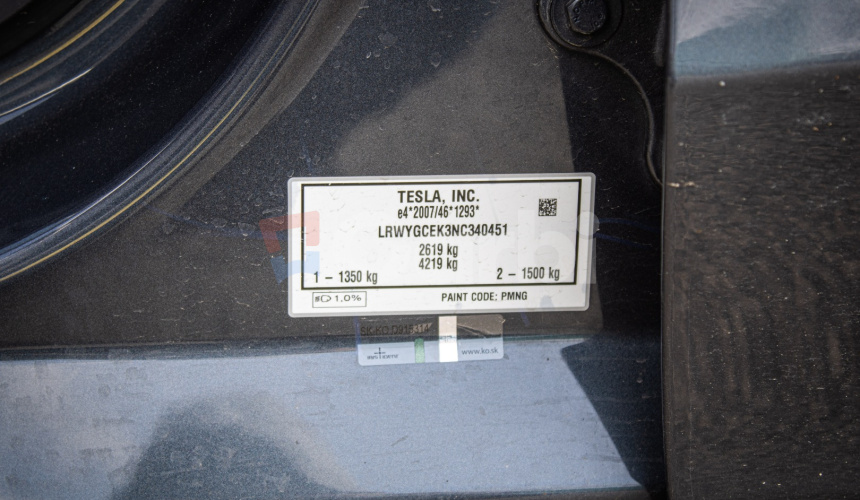 TESLA, INC.
e4*2007/46*1293*
LRWYGCEK3NC340451
2619 kg
4219 kg
1 – 1350 kg 2 – 1500 kg
1,0% PAINT CODE: PMNG
www.ko.sk